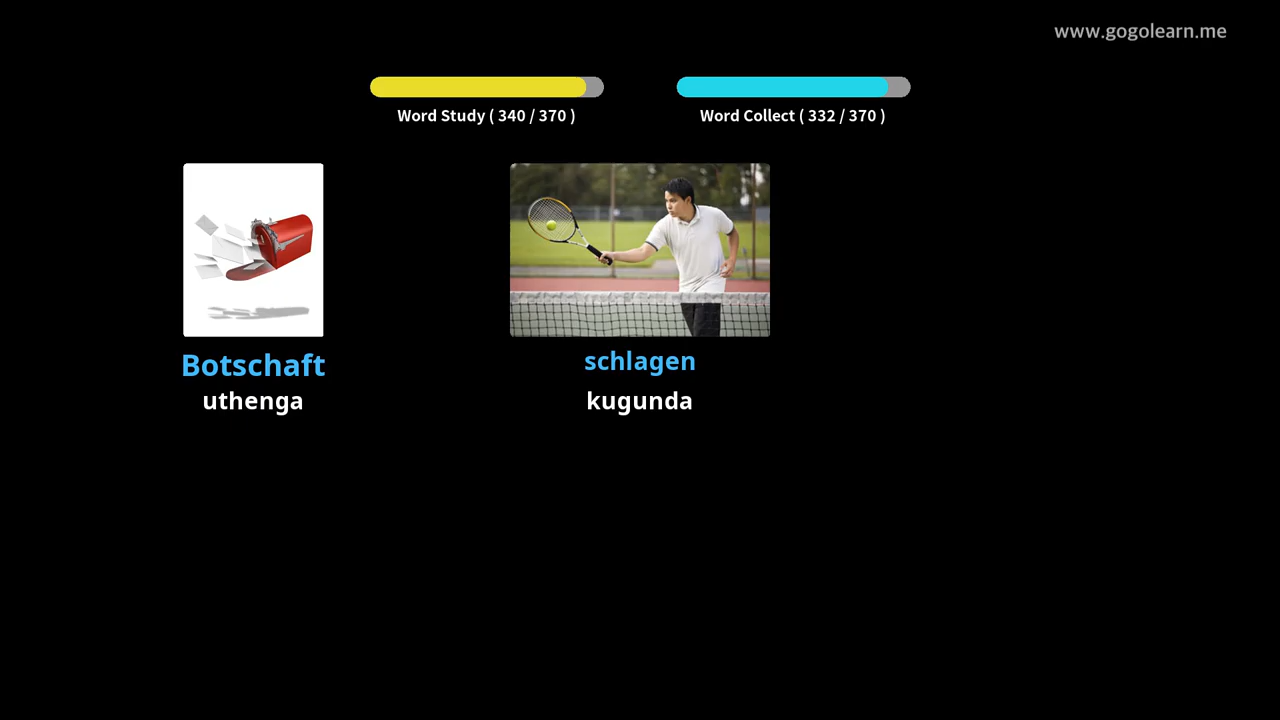 www.gogolearn.me
Word Study ( 340 / 370 )
Word Collect ( 332 / 370 )
Botschaft
uthenga
schlagen
kugunda